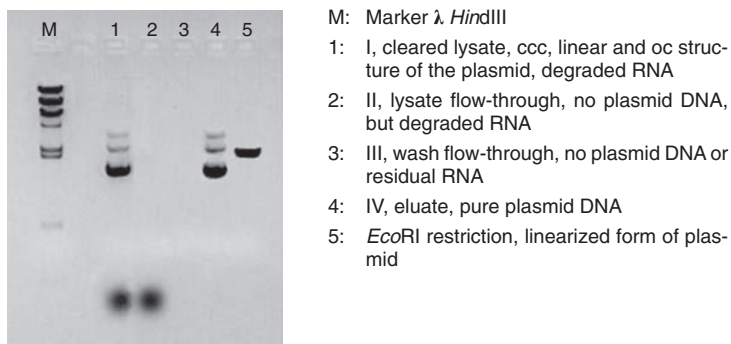 M 1 2 3 4 5
M: Marker λ HindIII
1: I, cleared lysate, ccc, linear and oc struc-
ture of the plasmid, degraded RNA
2: II, lysate flow-through, no plasmid DNA,
but degraded RNA
3: III, wash flow-through, no plasmid DNA or
residual RNA
4: IV, eluate, pure plasmid DNA
5: EcoRI restriction, linearized form of plas-
mid